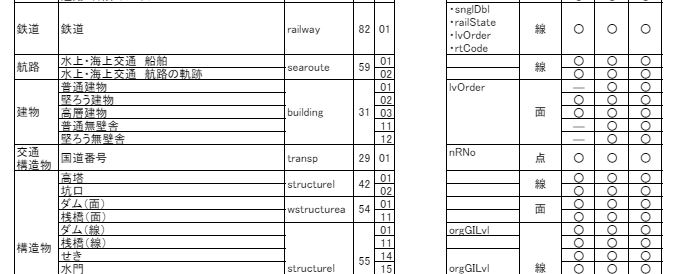 ・snglDbl
鉄道 鉄道 railway 82 01 ・railState 線 ○ ○ ○
・lvOrder
・rtCode
航路 水上・海上交通 船舶 searoute 59 01 線 ○ ○ ○
水上・海上交通 航路の軌跡 02 ○ ○ ○
建物 普通建物 building 31 01 lvOrder 面 — ○ ○
堅ろう建物 02 ○ ○ ○
高層建物 03 ○ ○ ○
普通無壁舎 11 — ○ ○
堅ろう無壁舎 12 — ○ ○
交通
構造物 国道番号 transp 29 01 nRNo 点 ○ ○ ○
構造物 高塔 structurel 42 01 線 ○ ○ ○
坑口 02 ○ ○ ○
ダム(面) wstructurea 54 01 面 ○ ○ ○
桟橋(面) 11 ○ ○ ○
ダム(線) structurel 55 01 orgGILvl 線 ○ ○ ○
桟橋(線) 11 ○ ○ ○
せき 14 ○ ○ ○
水門 15 orgGILvl ○ ○ ○